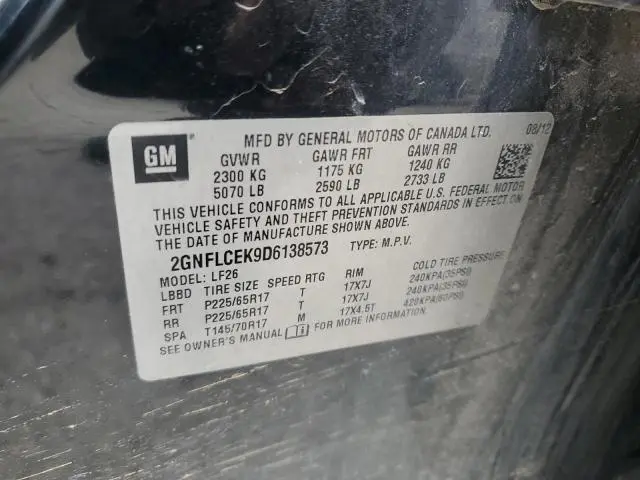 MFD BY GENERAL MOTORS OF CANADA LTD. 08/12
GM
GVWR GAWR FRT GAWR RR
2300 KG 1175 KG 1240 KG
5070 LB 2590 LB 2733 LB
THIS VEHICLE CONFORMS TO ALL APPLICABLE U.S. FEDERAL MOTOR
VEHICLE SAFETY AND THEFT PREVENTION STANDARDS IN EFFECT ON
THE DATE OF MANUFACTURE SHOWN ABOVE.
2GNFLCEK9D6138573 TYPE: M.P.V.
MODEL: LF26
LBBD TIRE SIZE SPEED RTG RIM COLD TIRE PRESSURE
FRT P225/65R17 T 17X7J 240KPA(35PSI)
RR P225/65R17 T 17X7J 240KPA(35PSI)
SPA T145/70R17 M 17X4.5T 420KPA(60PSI)
SEE OWNER'S MANUAL FOR MORE INFORMATION.